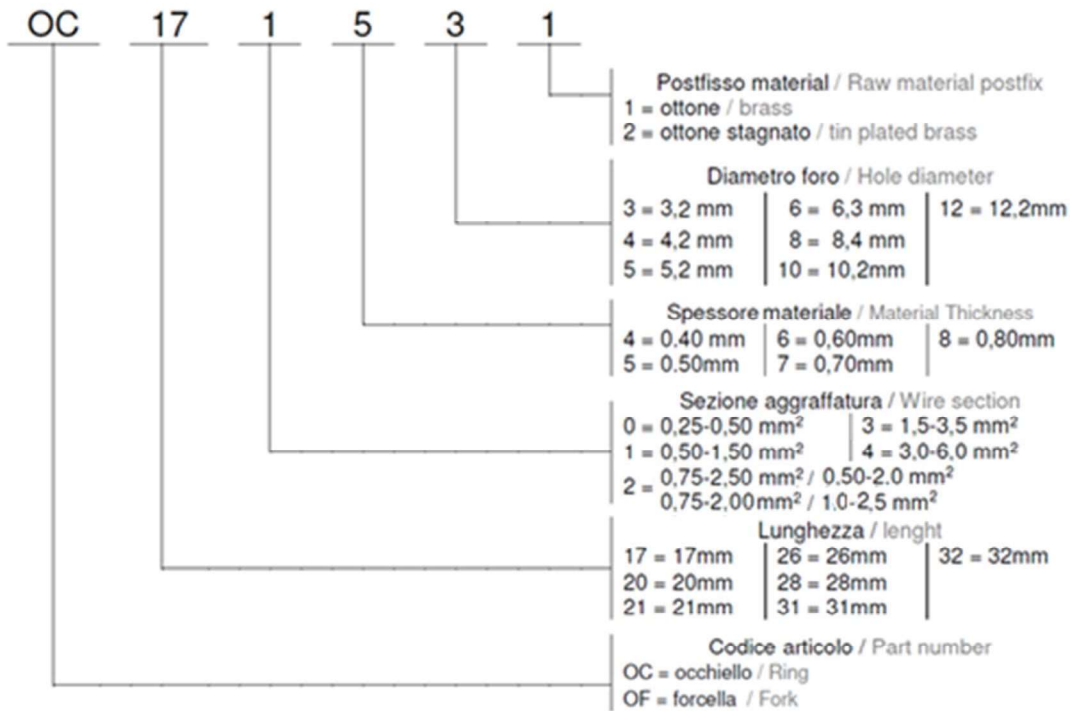 OC 17 1 5 3 1
Postfisso material / Raw material postfix
1 = ottone / brass
2 = ottone stagnato / tin plated brass
Diametro foro / Hole diameter
3 = 3,2 mm 6 = 6,3 mm 12 = 12,2mm
4 = 4,2 mm 8 = 8,4 mm
5 = 5,2 mm 10 = 10,2mm
Spessore materiale / Material Thickness
4 = 0,40 mm 6 = 0,60mm 8 = 0,80mm
5 = 0.50mm 7 = 0,70mm
Sezione aggraffatura / Wire section
0 = 0,25-0,50 mm² 3 = 1,5-3,5 mm²
1 = 0,50-1,50 mm² 4 = 3,0-6,0 mm²
2 = 0,75-2,50 mm² / 0.50-2.0 mm²
0,75-2,00mm² / 1.0-2,5 mm²
Lunghezza / lenght
17 = 17mm 26 = 26mm 32 = 32mm
20 = 20mm 28 = 28mm
21 = 21mm 31 = 31mm
Codice articolo / Part number
OC = occhiello / Ring
OF = forcella / Fork